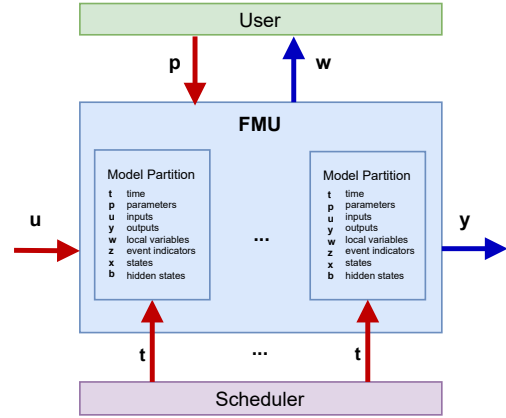 User
p
w
FMU
Model Partition
t time
p parameters
u inputs
y outputs
w local variables
z event indicators
x states
b hidden states
...
Model Partition
t time
p parameters
u inputs
y outputs
w local variables
z event indicators
x states
b hidden states
u
y
t
...
t
Scheduler